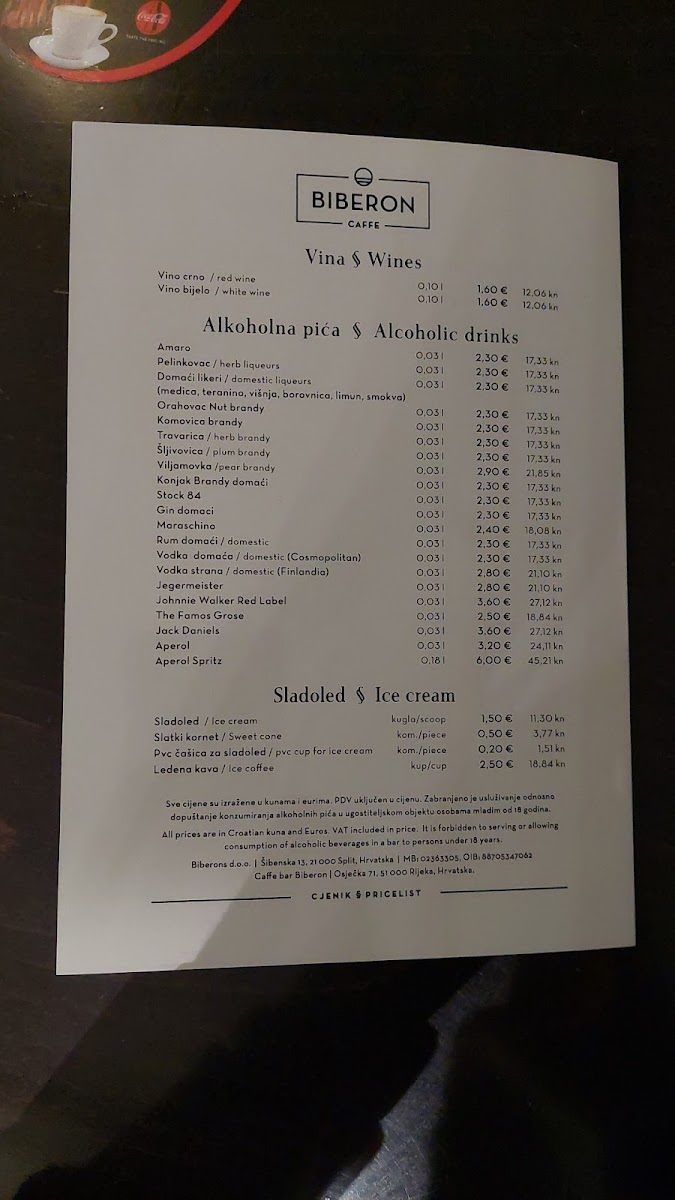 Coca-Cola
TASTE THE FEELING
BIBERON
CAFFE
Vina § Wines
Vino crno / red wine 0,10 l 1,60 € 12,06 kn
Vino bijelo / white wine 0,10 l 1,60 € 12,06 kn
Alkoholna pića § Alcoholic drinks
Amaro 0,03 l 2,30 € 17,33 kn
Pelinkovac / herb liqueurs 0,03 l 2,30 € 17,33 kn
Domaći likeri / domestic liqueurs 0,03 l 2,30 € 17,33 kn
(medica, teranino, višnja, borovnica, limun, smokva)
Orahovac Nut brandy 0,03 l 2,30 € 17,33 kn
Komovica brandy 0,03 l 2,30 € 17,33 kn
Travarica / herb brandy 0,03 l 2,30 € 17,33 kn
Šljivovica / plum brandy 0,03 l 2,30 € 17,33 kn
Viljamovka /pear brandy 0,03 l 2,90 € 21,85 kn
Konjak Brandy domaći 0,03 l 2,30 € 17,33 kn
Stock 84 0,03 l 2,30 € 17,33 kn
Gin domaci 0,03 l 2,30 € 17,33 kn
Maraschino 0,03 l 2,40 € 18,08 kn
Rum domaći / domestic 0,03 l 2,30 € 17,33 kn
Vodka domaća / domestic (Cosmopolitan) 0,03 l 2,30 € 17,33 kn
Vodka strana / domestic (Finlandia) 0,03 l 2,80 € 21,10 kn
Jegermeister 0,03 l 2,80 € 21,10 kn
Johnnie Walker Red Label 0,03 l 3,60 € 27,12 kn
The Famos Grose 0,03 l 2,50 € 18,84 kn
Jack Daniels 0,03 l 3,60 € 27,12 kn
Aperol 0,03 l 3,20 € 24,11 kn
Aperol Spritz 0,18 l 6,00 € 45,21 kn
Sladoled § Ice cream
Sladoled / Ice cream kuglo/scoop 1,50 € 11,30 kn
Slatki kornet / Sweet cone kom./piece 0,50 € 3,77 kn
Pvc čašica za sladoled / pvc cup for ice cream kom./piece 0,20 € 1,51 kn
Ledena kava / Ice coffee kup/cup 2,50 € 18,84 kn
Sve cijene su izražene u kunama i eurima. PDV uključen u cijenu. Zabranjeno je usluživanje odnosno
dopuštanje konzumiranja alkoholnih pića u ugostiteljskom objektu osobama mlađim od 18 godina.
All prices are in Croatian kuna and Euros. VAT included in price. It is forbidden to serving or allowing
consumption of alcoholic beverages in a bar to persons under 18 years.
Biberons d.o.o. | Šibenska 13, 21 000 Split, Hrvatska | MB: 02363305, OIB: 88705347062
Caffe bar Biberon | Osječka 71, 51 000 Rijeka, Hrvatska.
CJENIK § PRICELIST